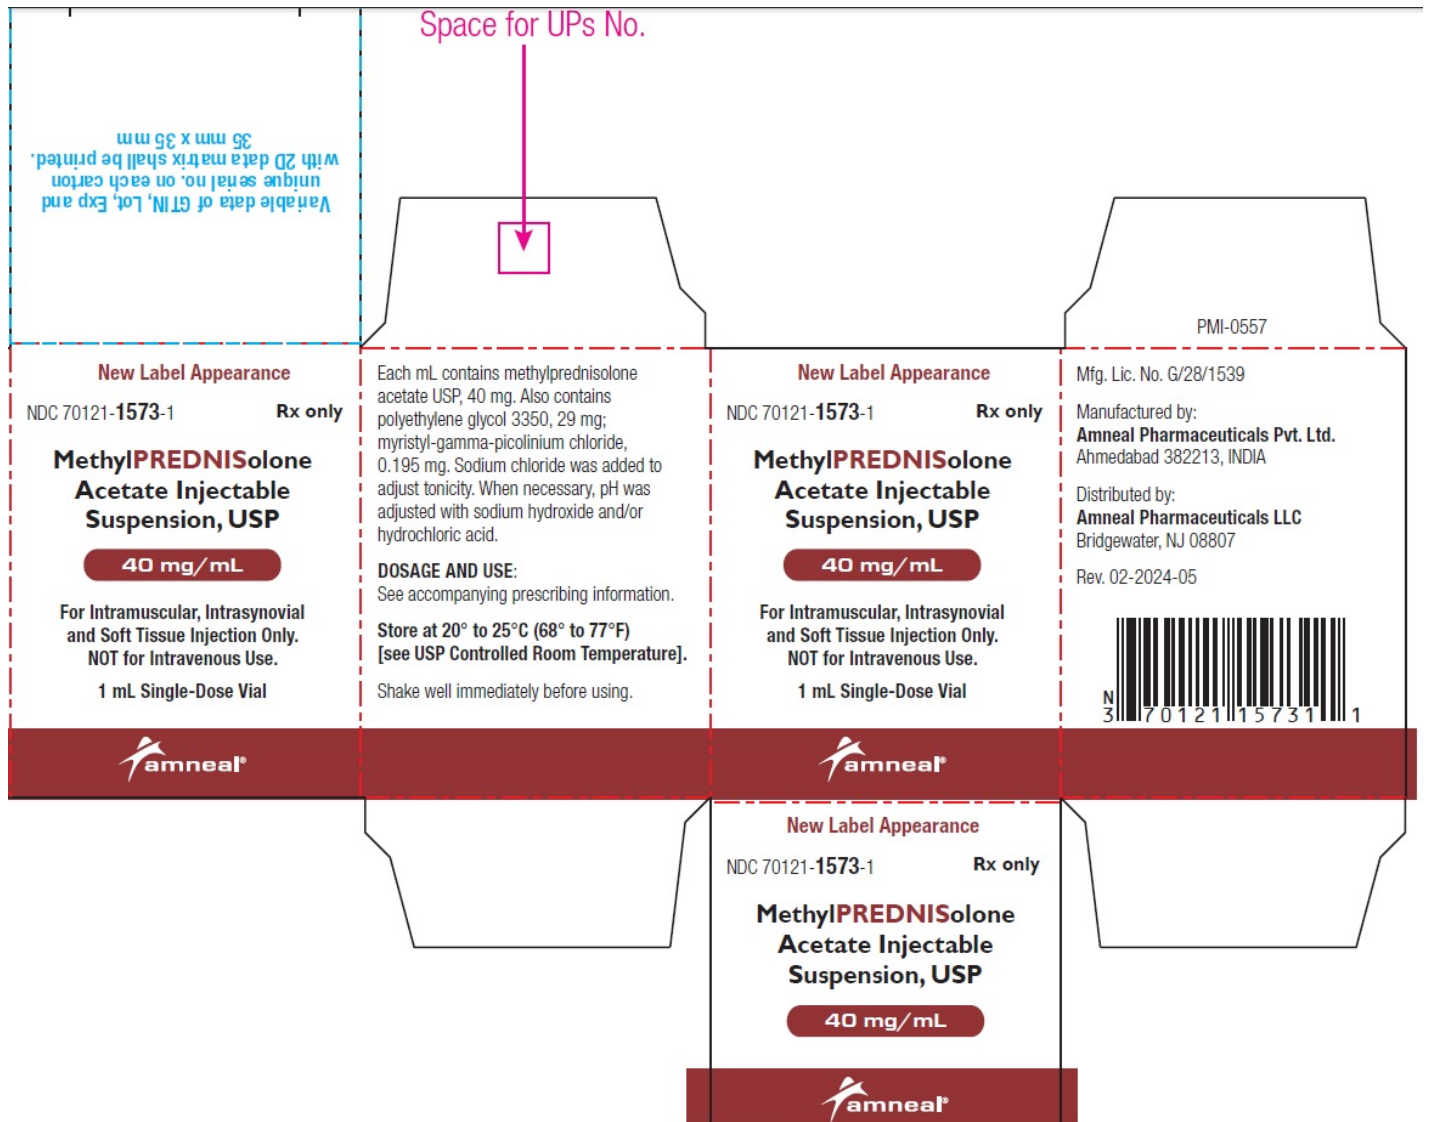 Space for UPs No.
Variable data of GTIN, Lot, Exp and
unique serial no. on each carton
with 2D data matrix shall be printed.
35 mm x 35 mm
New Label Appearance
NDC 70121-1573-1 Rx only
MethylPREDNISolone
Acetate Injectable
Suspension, USP
40 mg/mL
For Intramuscular, Intrasynovial
and Soft Tissue Injection Only.
NOT for Intravenous Use.
1 mL Single-Dose Vial
amneal®
Each mL contains methylprednisolone
acetate USP, 40 mg. Also contains
polyethylene glycol 3350, 29 mg;
myristyl-gamma-picolinium chloride,
0.195 mg. Sodium chloride was added to
adjust tonicity. When necessary, pH was
adjusted with sodium hydroxide and/or
hydrochloric acid.
DOSAGE AND USE:
See accompanying prescribing information.
Store at 20° to 25°C (68° to 77°F)
[see USP Controlled Room Temperature].
Shake well immediately before using.
New Label Appearance
NDC 70121-1573-1 Rx only
MethylPREDNISolone
Acetate Injectable
Suspension, USP
40 mg/mL
For Intramuscular, Intrasynovial
and Soft Tissue Injection Only.
NOT for Intravenous Use.
1 mL Single-Dose Vial
amneal®
PMI-0557
Mfg. Lic. No. G/28/1539
Manufactured by:
Amneal Pharmaceuticals Pvt. Ltd.
Ahmedabad 382213, INDIA
Distributed by:
Amneal Pharmaceuticals LLC
Bridgewater, NJ 08807
Rev. 02-2024-05
N
3 70121 15731 1
New Label Appearance
NDC 70121-1573-1 Rx only
MethylPREDNISolone
Acetate Injectable
Suspension, USP
40 mg/mL
amneal®